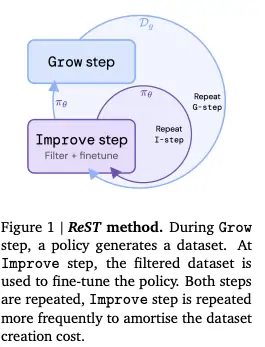 𝒟g
Grow step
πθ
πθ
Repeat
G-step
Improve step
Filter + finetune
Repeat
I-step
Figure 1 | ReST method. During Grow
step, a policy generates a dataset. At
Improve step, the filtered dataset is
used to fine-tune the policy. Both steps
are repeated, Improve step is repeated
more frequently to amortise the dataset
creation cost.